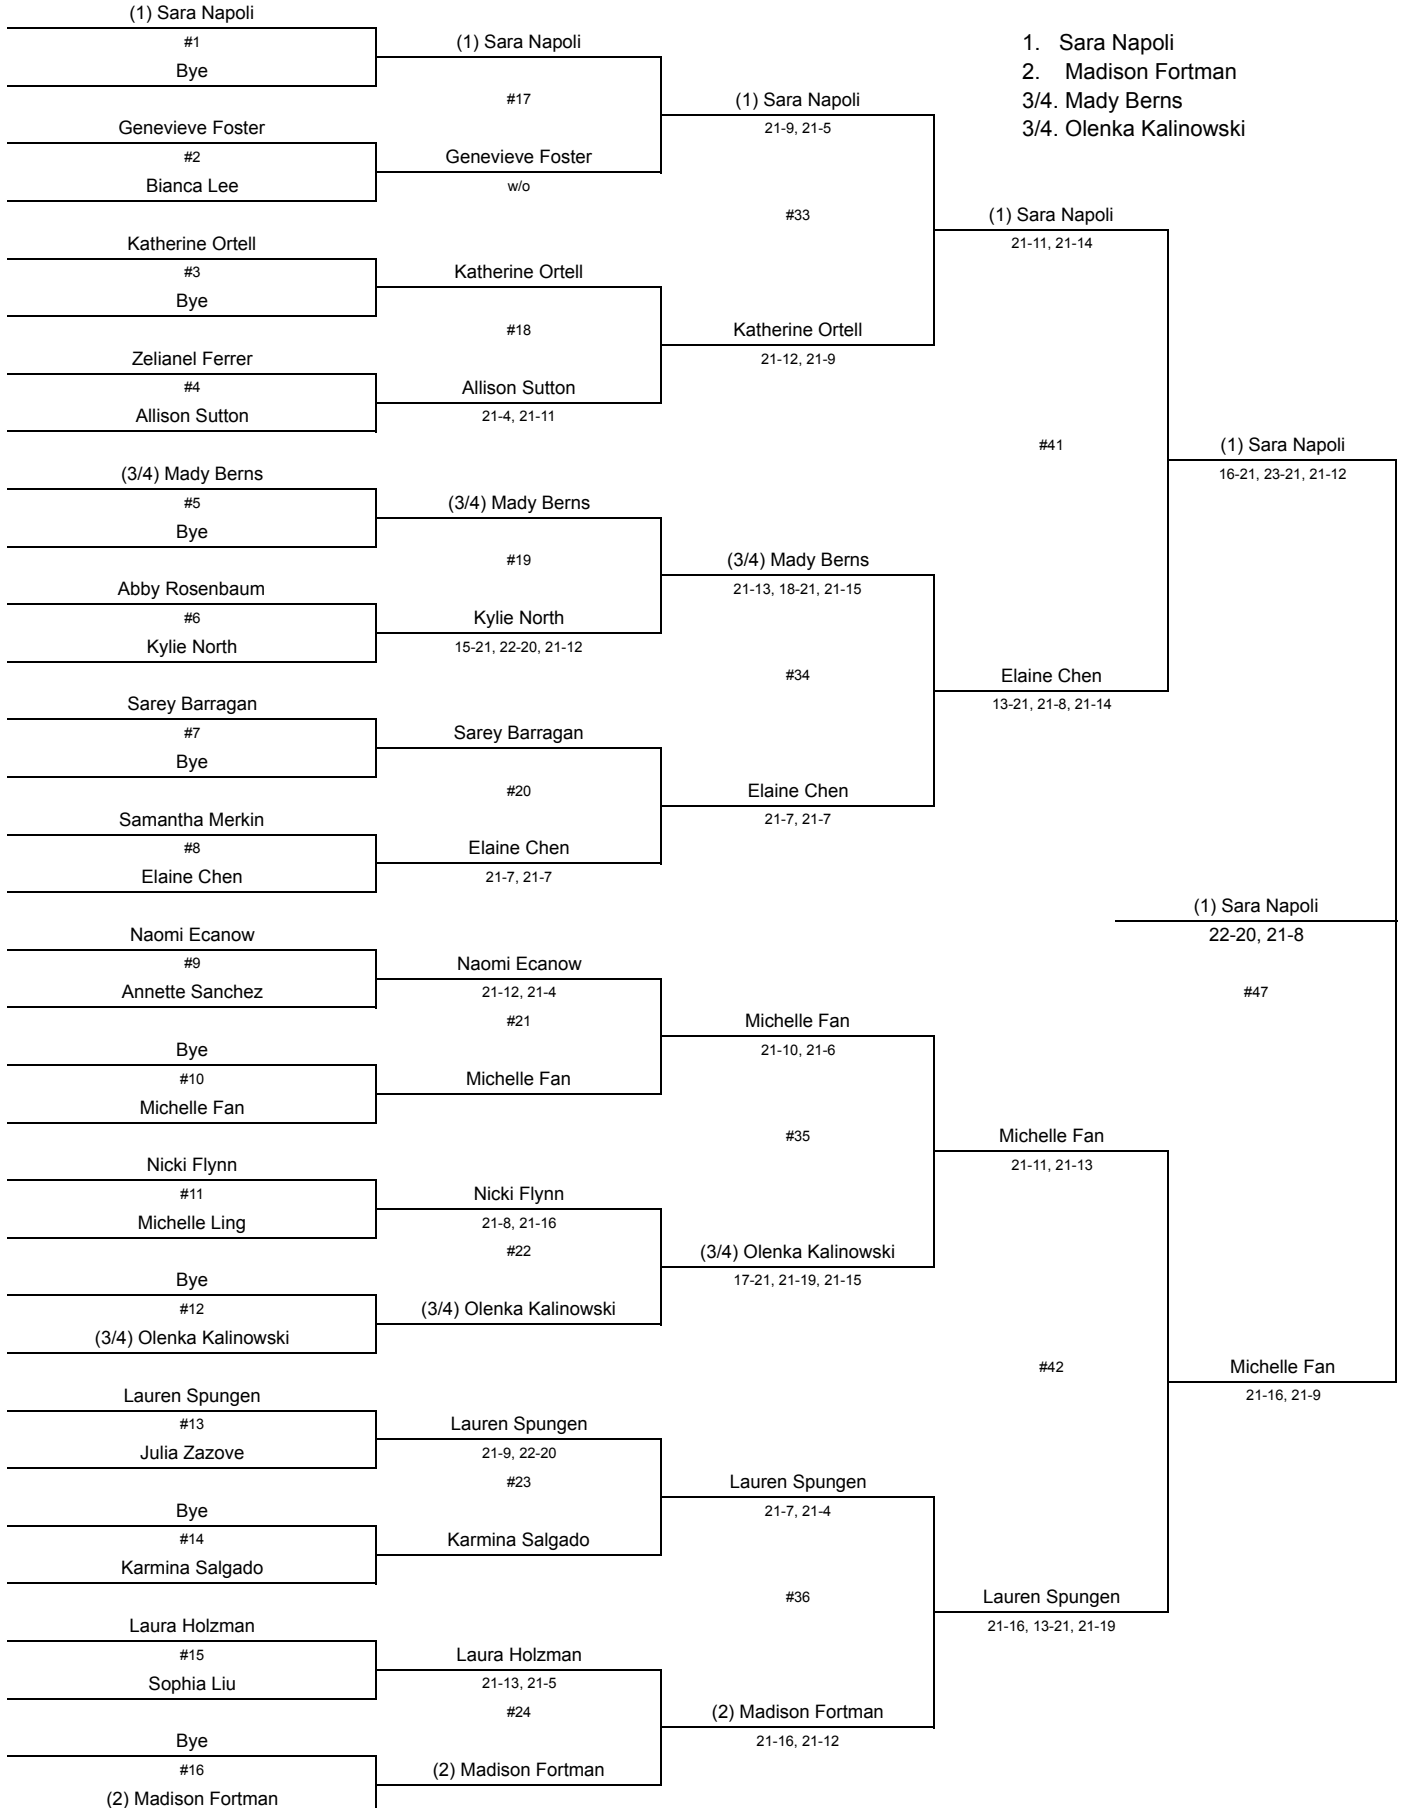 (1) Sara Napoli
#1
Bye
Genevieve Foster
#2
Bianca Lee
Katherine Ortell
#3
Bye
Zelianel Ferrer
#4
Allison Sutton
(3/4) Mady Berns
#5
Bye
Abby Rosenbaum
#6
Kylie North
Sarey Barragan
#7
Bye
Samantha Merkin
#8
Elaine Chen
Naomi Ecanow
#9
Annette Sanchez
Bye
#10
Michelle Fan
Nicki Flynn
#11
Michelle Ling
Bye
#12
(3/4) Olenka Kalinowski
Lauren Spungen
#13
Julia Zazove
Bye
#14
Karmina Salgado
Laura Holzman
#15
Sophia Liu
Bye
#16
(2) Madison Fortman
(1) Sara Napoli
#17
Genevieve Foster
w/o
Katherine Ortell
#18
Allison Sutton
21-4, 21-11
(3/4) Mady Berns
#19
Kylie North
15-21, 22-20, 21-12
Sarey Barragan
#20
Elaine Chen
21-7, 21-7
Naomi Ecanow
21-12, 21-4
#21
Michelle Fan
Nicki Flynn
21-8, 21-16
#22
(3/4) Olenka Kalinowski
Lauren Spungen
21-9, 22-20
#23
Karmina Salgado
Laura Holzman
21-13, 21-5
#24
(2) Madison Fortman
(1) Sara Napoli
21-9, 21-5
#33
Katherine Ortell
21-12, 21-9
(3/4) Mady Berns
21-13, 18-21, 21-15
#34
Elaine Chen
21-7, 21-7
Michelle Fan
21-10, 21-6
#35
(3/4) Olenka Kalinowski
17-21, 21-19, 21-15
Lauren Spungen
21-7, 21-4
#36
(2) Madison Fortman
21-16, 21-12
1. Sara Napoli
2. Madison Fortman
3/4. Mady Berns
3/4. Olenka Kalinowski
(1) Sara Napoli
21-11, 21-14
#41
Elaine Chen
13-21, 21-8, 21-14
Michelle Fan
21-11, 21-13
#42
Lauren Spungen
21-16, 13-21, 21-19
(1) Sara Napoli
16-21, 23-21, 21-12
(1) Sara Napoli
22-20, 21-8
#47
Michelle Fan
21-16, 21-9